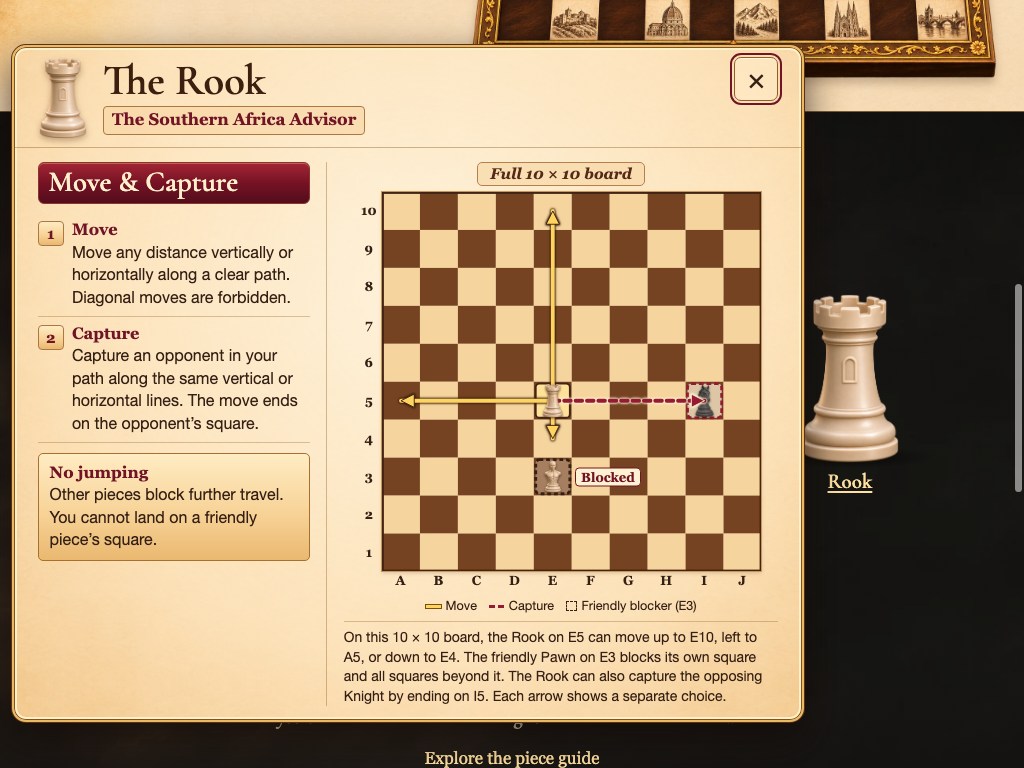 The Rook
×
The Southern Africa Advisor
Move & Capture
1
Move
Move any distance vertically or
horizontally along a clear path.
Diagonal moves are forbidden.
2
Capture
Capture an opponent in your
path along the same vertical or
horizontal lines. The move ends
on the opponent’s square.
No jumping
Other pieces block further travel.
You cannot land on a friendly
piece’s square.
Full 10 × 10 board
10
9
8
7
6
5
4
3
Blocked
2
1
A B C D E F G H I J
Move Capture Friendly blocker (E3)
On this 10 × 10 board, the Rook on E5 can move up to E10, left to
A5, or down to E4. The friendly Pawn on E3 blocks its own square
and all squares beyond it. The Rook can also capture the opposing
Knight by ending on I5. Each arrow shows a separate choice.
Rook
Explore the piece guide